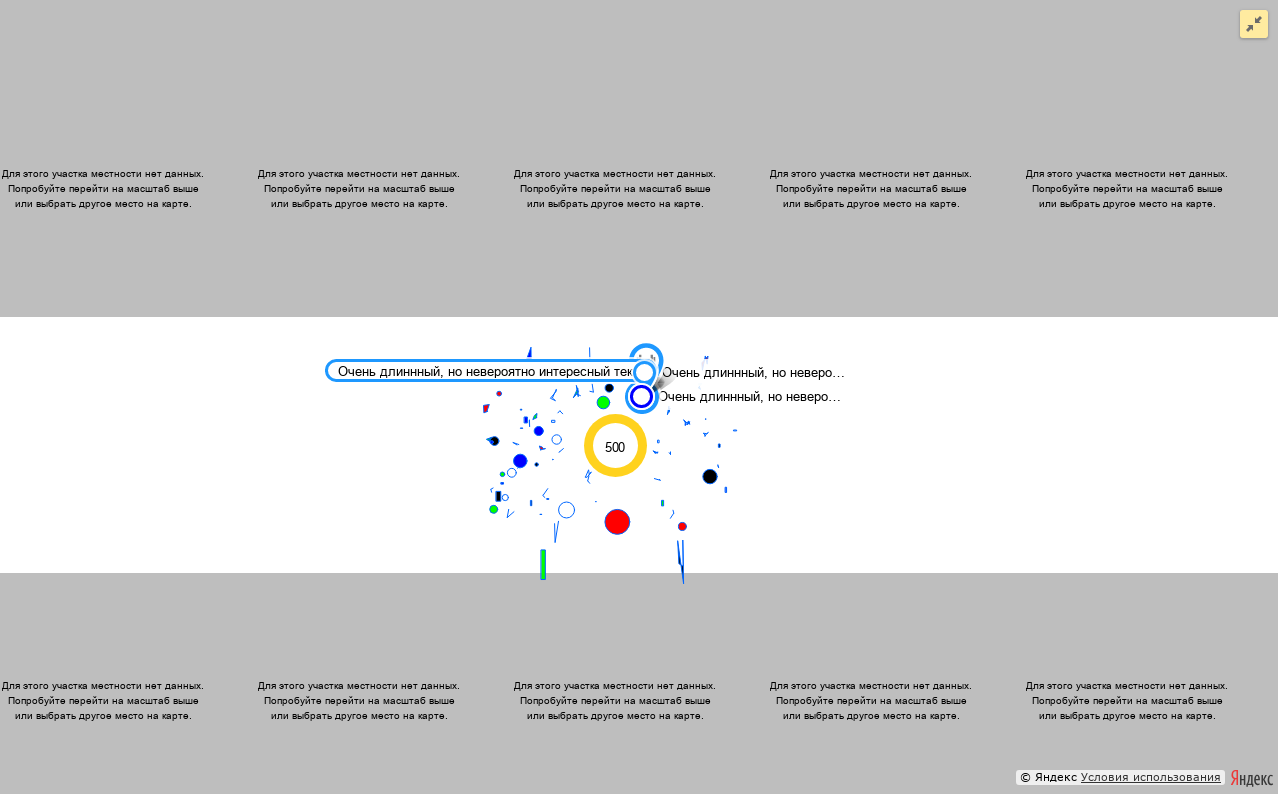 Для этого участка местности нет данных.
Попробуйте перейти на масштаб выше
или выбрать другое место на карте.
Для этого участка местности нет данных.
Попробуйте перейти на масштаб выше
или выбрать другое место на карте.
Для этого участка местности нет данных.
Попробуйте перейти на масштаб выше
или выбрать другое место на карте.
Для этого участка местности нет данных.
Попробуйте перейти на масштаб выше
или выбрать другое место на карте.
Для этого участка местности нет данных.
Попробуйте перейти на масштаб выше
или выбрать другое место на карте.
Очень длиннный, но невероятно интересный тек
Очень длиннный, но неверо…
Очень длиннный, но неверо…
500
Для этого участка местности нет данных.
Попробуйте перейти на масштаб выше
или выбрать другое место на карте.
Для этого участка местности нет данных.
Попробуйте перейти на масштаб выше
или выбрать другое место на карте.
Для этого участка местности нет данных.
Попробуйте перейти на масштаб выше
или выбрать другое место на карте.
Для этого участка местности нет данных.
Попробуйте перейти на масштаб выше
или выбрать другое место на карте.
Для этого участка местности нет данных.
Попробуйте перейти на масштаб выше
или выбрать другое место на карте.
© Яндекс Условия использования
Яндекс